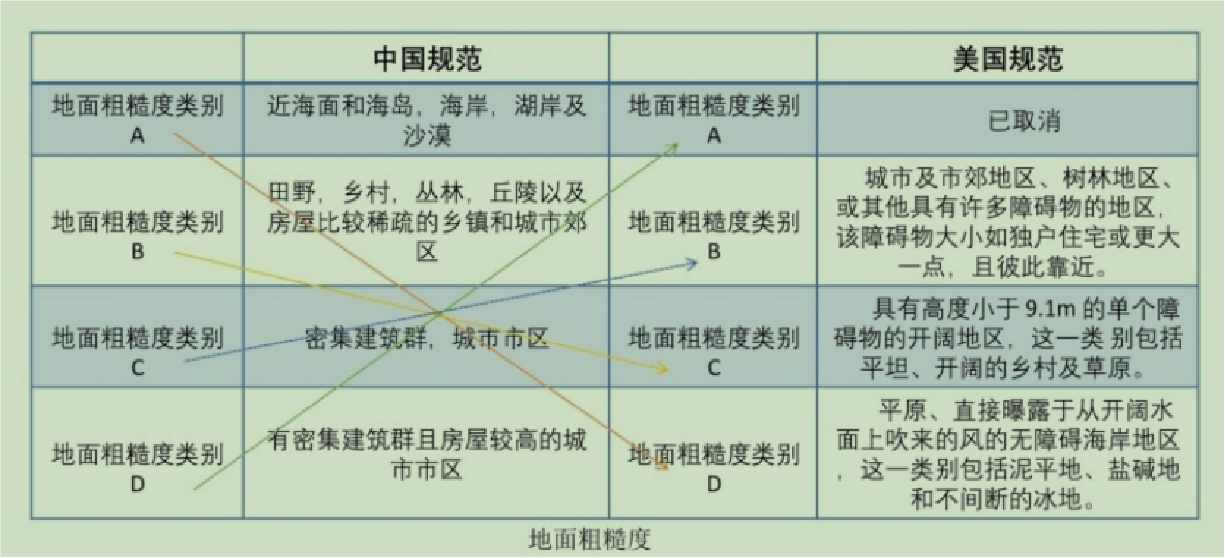 中国规范
美国规范
地面粗糙度类别
A
近海面和海岛，海岸，湖岸及
沙漠
地面粗糙度类别
A
已取消
地面粗糙度类别
B
田野，乡村，丛林，丘陵以及
房屋比较稀疏的乡镇和城市郊
区
地面粗糙度类别
B
城市及市郊地区、树林地区、
或其他具有许多障碍物的地区，
该障碍物大小如独户住宅或更大
一点，且彼此靠近。
地面粗糙度类别
C
密集建筑群，城市市区
地面粗糙度类别
C
具有高度小于 9.1m 的单个障
碍物的开阔地区，这一类 别包括
平坦、开阔的乡村及草原。
地面粗糙度类别
D
有密集建筑群且房屋较高的城
市市区
地面粗糙度类别
D
平原、直接曝露于从开阔水
面上吹来的风的无障碍海岸地区
，这一类别包括泥平地、盐碱地
和不间断的冰地。
地面粗糙度